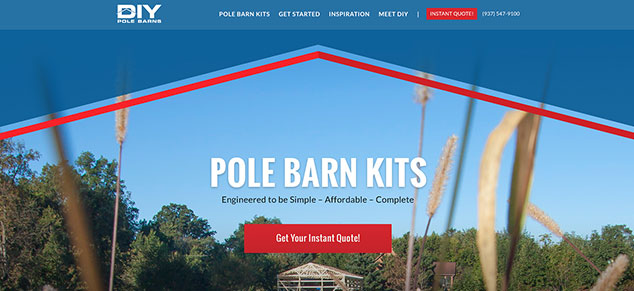 DIY
POLE BARNS
POLE BARN KITS GET STARTED INSPIRATION MEET DIY | INSTANT QUOTE! (937) 547-9100
POLE BARN KITS
Engineered to be Simple – Affordable – Complete
Get Your Instant Quote!